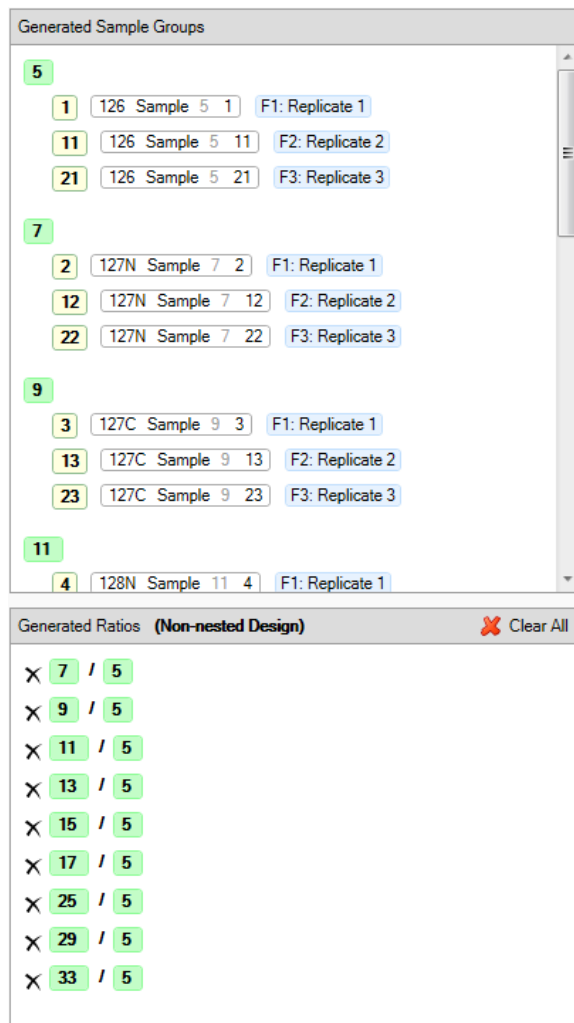 Generated Sample Groups
5
1 126 Sample 5 1 F1: Replicate 1
11 126 Sample 5 11 F2: Replicate 2
21 126 Sample 5 21 F3: Replicate 3
7
2 127N Sample 7 2 F1: Replicate 1
12 127N Sample 7 12 F2: Replicate 2
22 127N Sample 7 22 F3: Replicate 3
9
3 127C Sample 9 3 F1: Replicate 1
13 127C Sample 9 13 F2: Replicate 2
23 127C Sample 9 23 F3: Replicate 3
11
4 128N Sample 11 4 F1: Replicate 1
Generated Ratios (Non-nested Design) Clear All
7 / 5
9 / 5
11 / 5
13 / 5
15 / 5
17 / 5
25 / 5
29 / 5
33 / 5